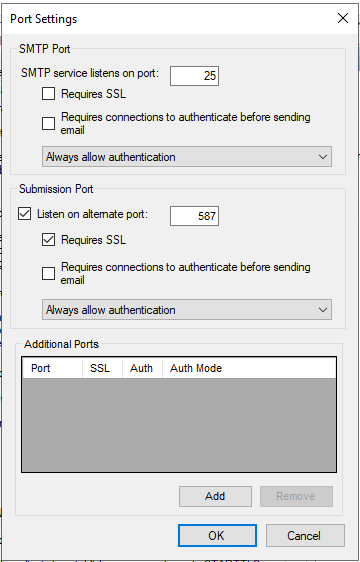 Port Settings
SMTP Port
SMTP service listens on port: 25
Requires SSL
Requires connections to authenticate before sending
email
Always allow authentication
Submission Port
Listen on alternate port: 587
Requires SSL
Requires connections to authenticate before sending
email
Always allow authentication
Additional Ports
Port SSL Auth Auth Mode
Add Remove
OK Cancel